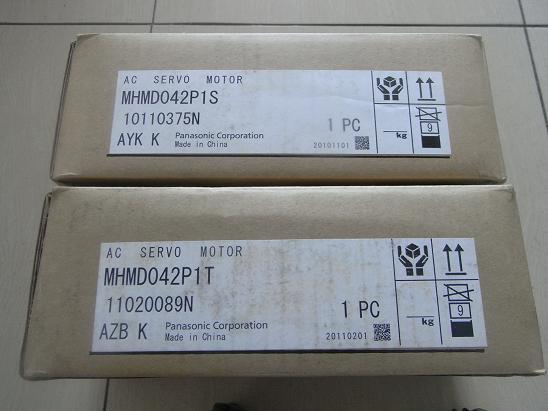 AC SERVO MOTOR
MHMD042P1S
10110375N
1 PC
AYK K Panasonic Corporation
Made in China
20101101
kg
9
AC SERVO MOTOR
MHMD042P1T
11020089N
1 PC
AZB K Panasonic Corporation
Made in China
20110201
kg
9